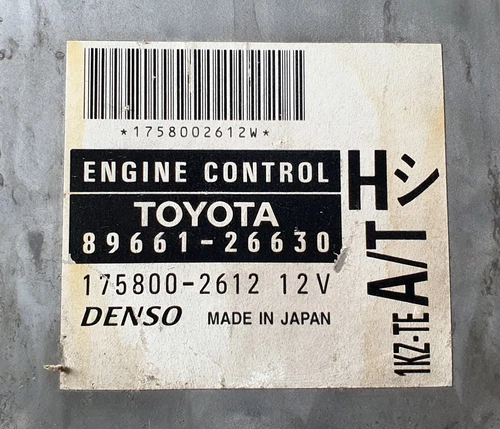 *1758002612W*
ENGINE CONTROL
TOYOTA
89661-26630
175800-2612 12V
DENSO MADE IN JAPAN
Hシ
1KZ-TE A/T